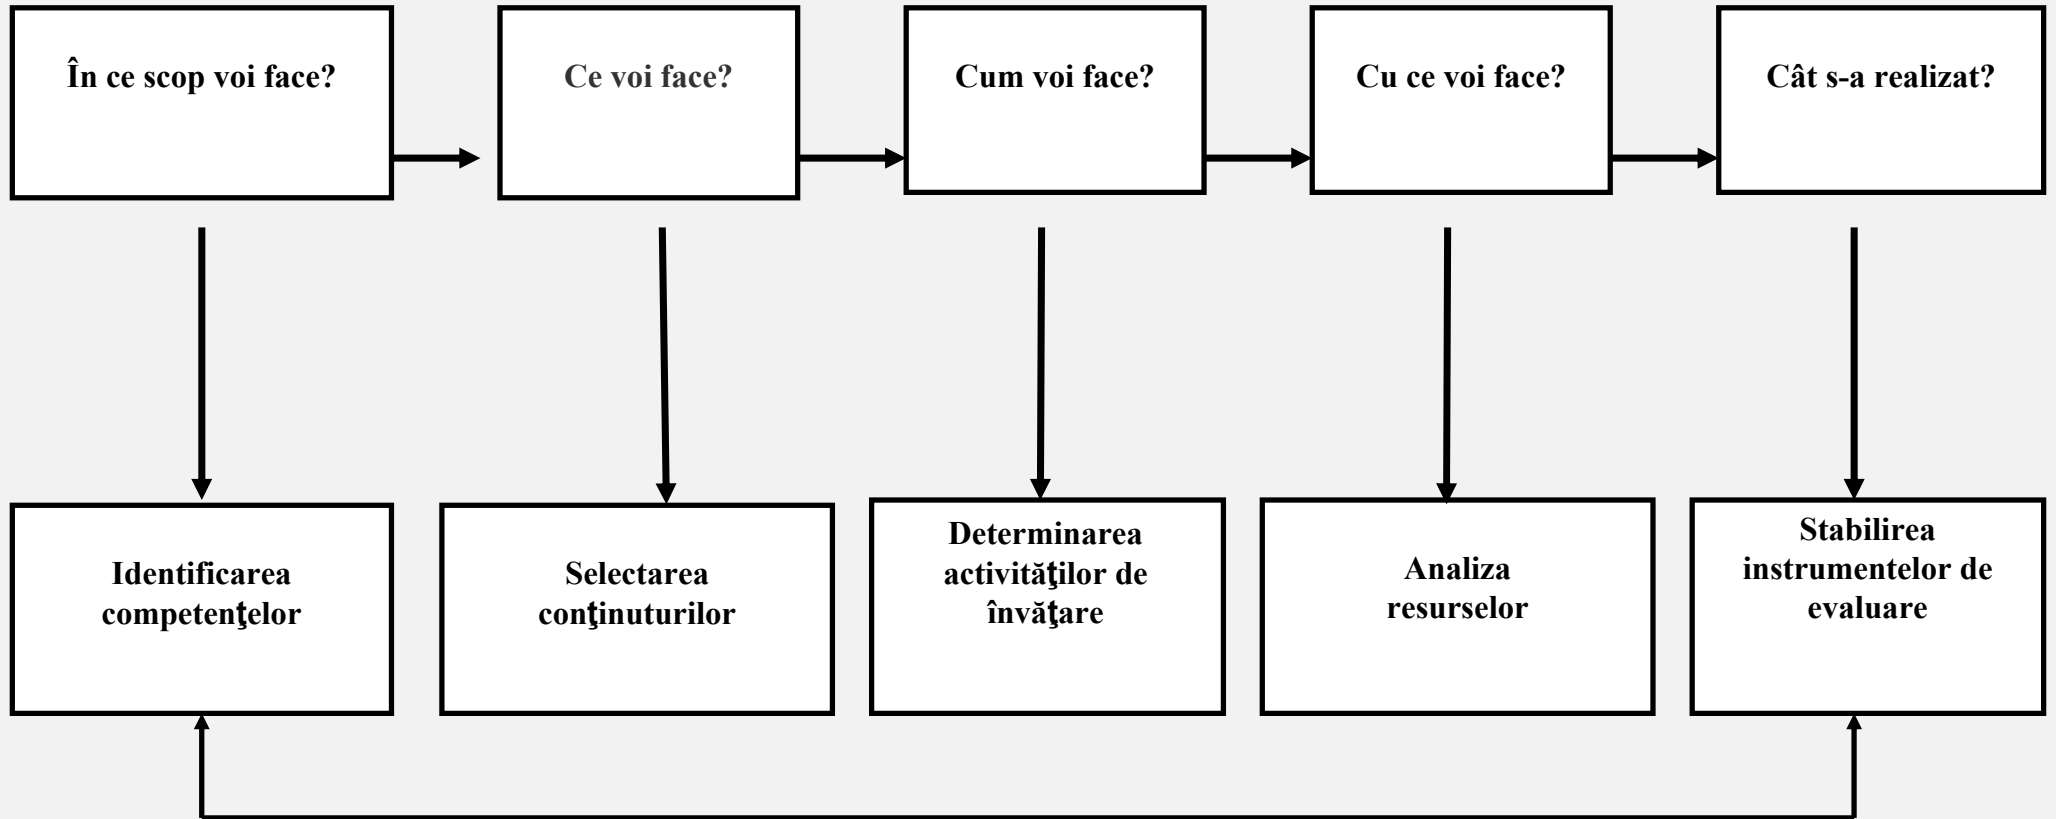 În ce scop voi face?
Ce voi face?
Cum voi face?
Cu ce voi face?
Cât s-a realizat?
Identificarea
competenţelor
Selectarea
conţinuturilor
Determinarea
activităţilor de
învăţare
Analiza
resurselor
Stabilirea
instrumentelor de
evaluare